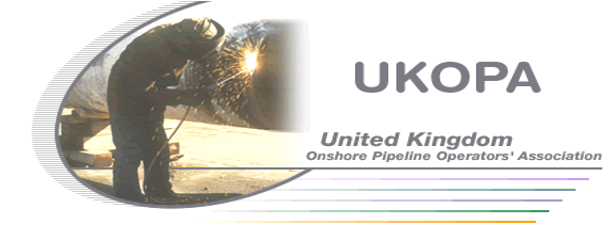 UKOPA
United Kingdom
Onshore Pipeline Operators' Association